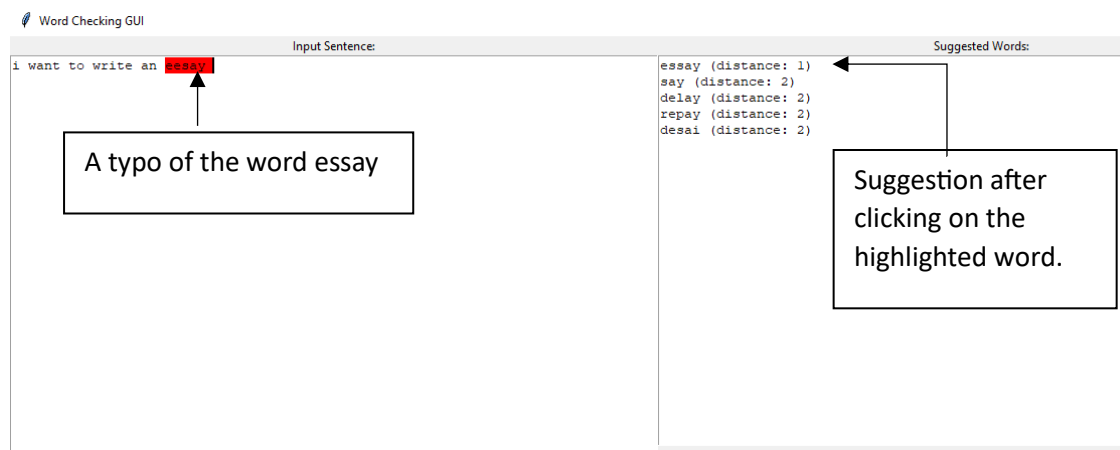 Word Checking GUI
Input Sentence:
Suggested Words:
i want to write an eesay
essay (distance: 1)
say (distance: 2)
delay (distance: 2)
repay (distance: 2)
desai (distance: 2)
A typo of the word essay
Suggestion after
clicking on the
highlighted word.